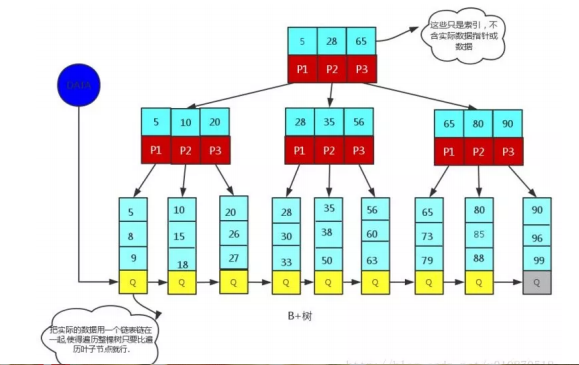 这些只是索引，不
含实际数据指针或
数据
5 28 65
P1 P2 P3
DATA
5 10 20
P1 P2 P3
28 35 56
P1 P2 P3
65 80 90
P1 P2 P3
5 10 20 28 35 56 65 80 90
8 15 26 30 38 60 73 85 96
9 18 27 33 50 63 79 88 99
Q Q Q Q Q Q Q Q Q
B+树
把实际的数据用一个链表链在
一起,使得遍历整棵树只要比遍
历叶子节点就行.